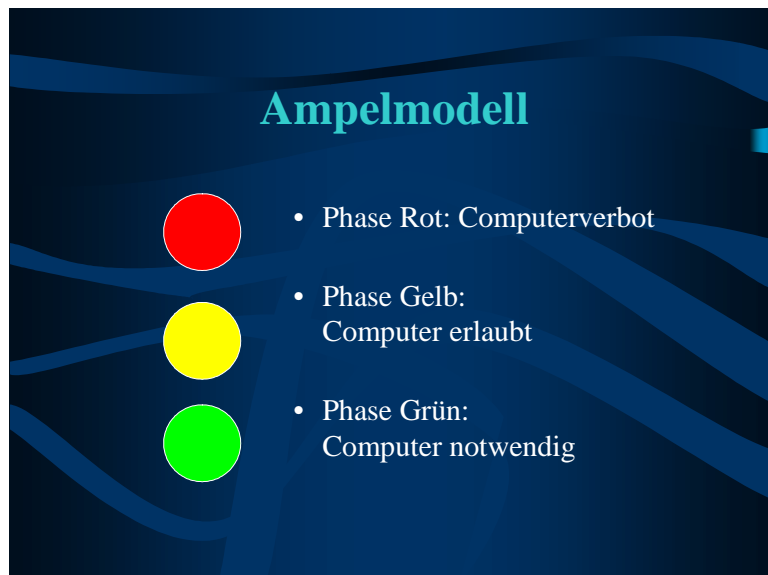 Ampelmodell
• Phase Rot: Computerverbot
• Phase Gelb:
Computer erlaubt
• Phase Grün:
Computer notwendig